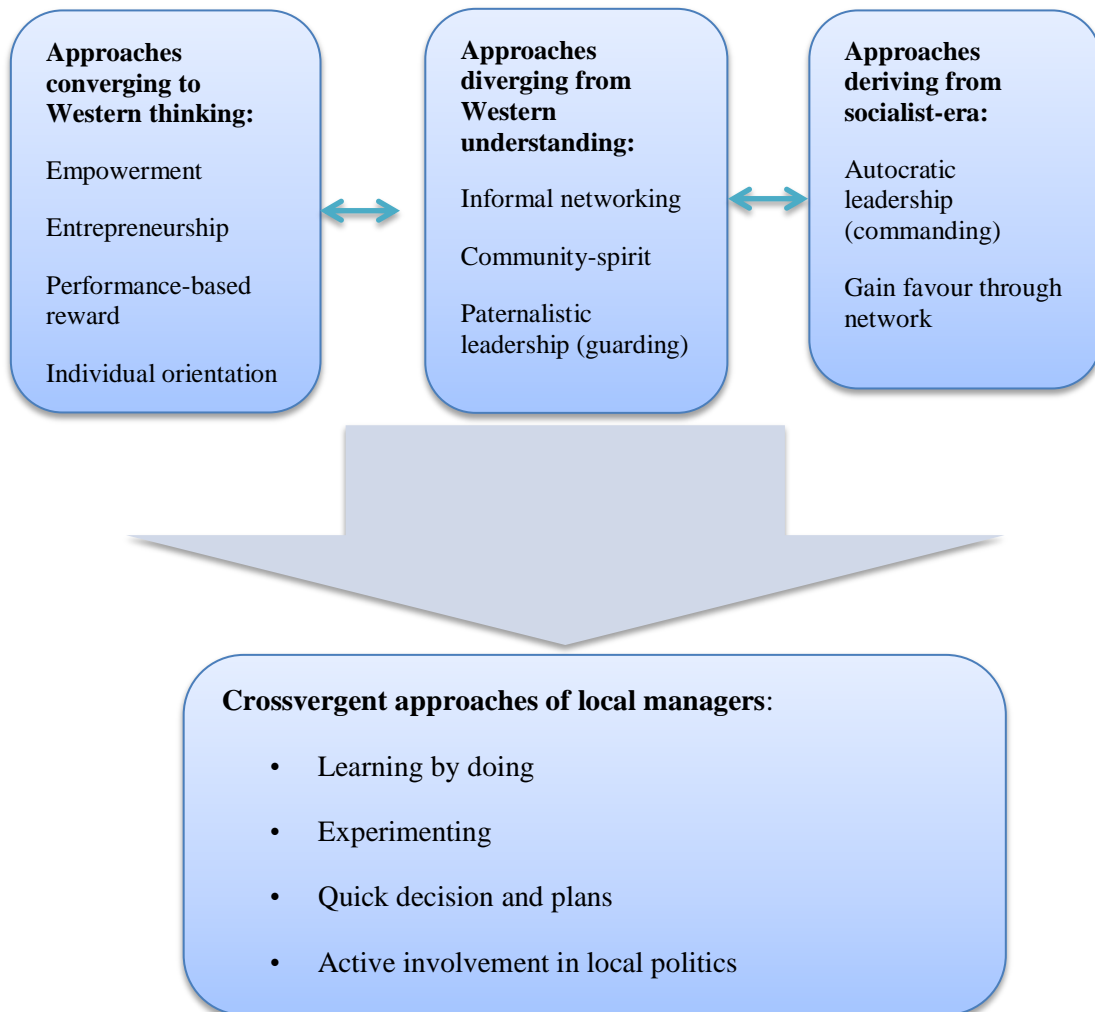 Approaches
converging to
Western thinking:
Empowerment
Entrepreneurship
Performance-based
reward
Individual orientation
Approaches
diverging from
Western
understanding:
Informal networking
Community-spirit
Paternalistic
leadership (guarding)
Approaches
deriving from
socialist-era:
Autocratic
leadership
(commanding)
Gain favour through
network
Crossvergent approaches of local managers:
• Learning by doing
• Experimenting
• Quick decision and plans
• Active involvement in local politics